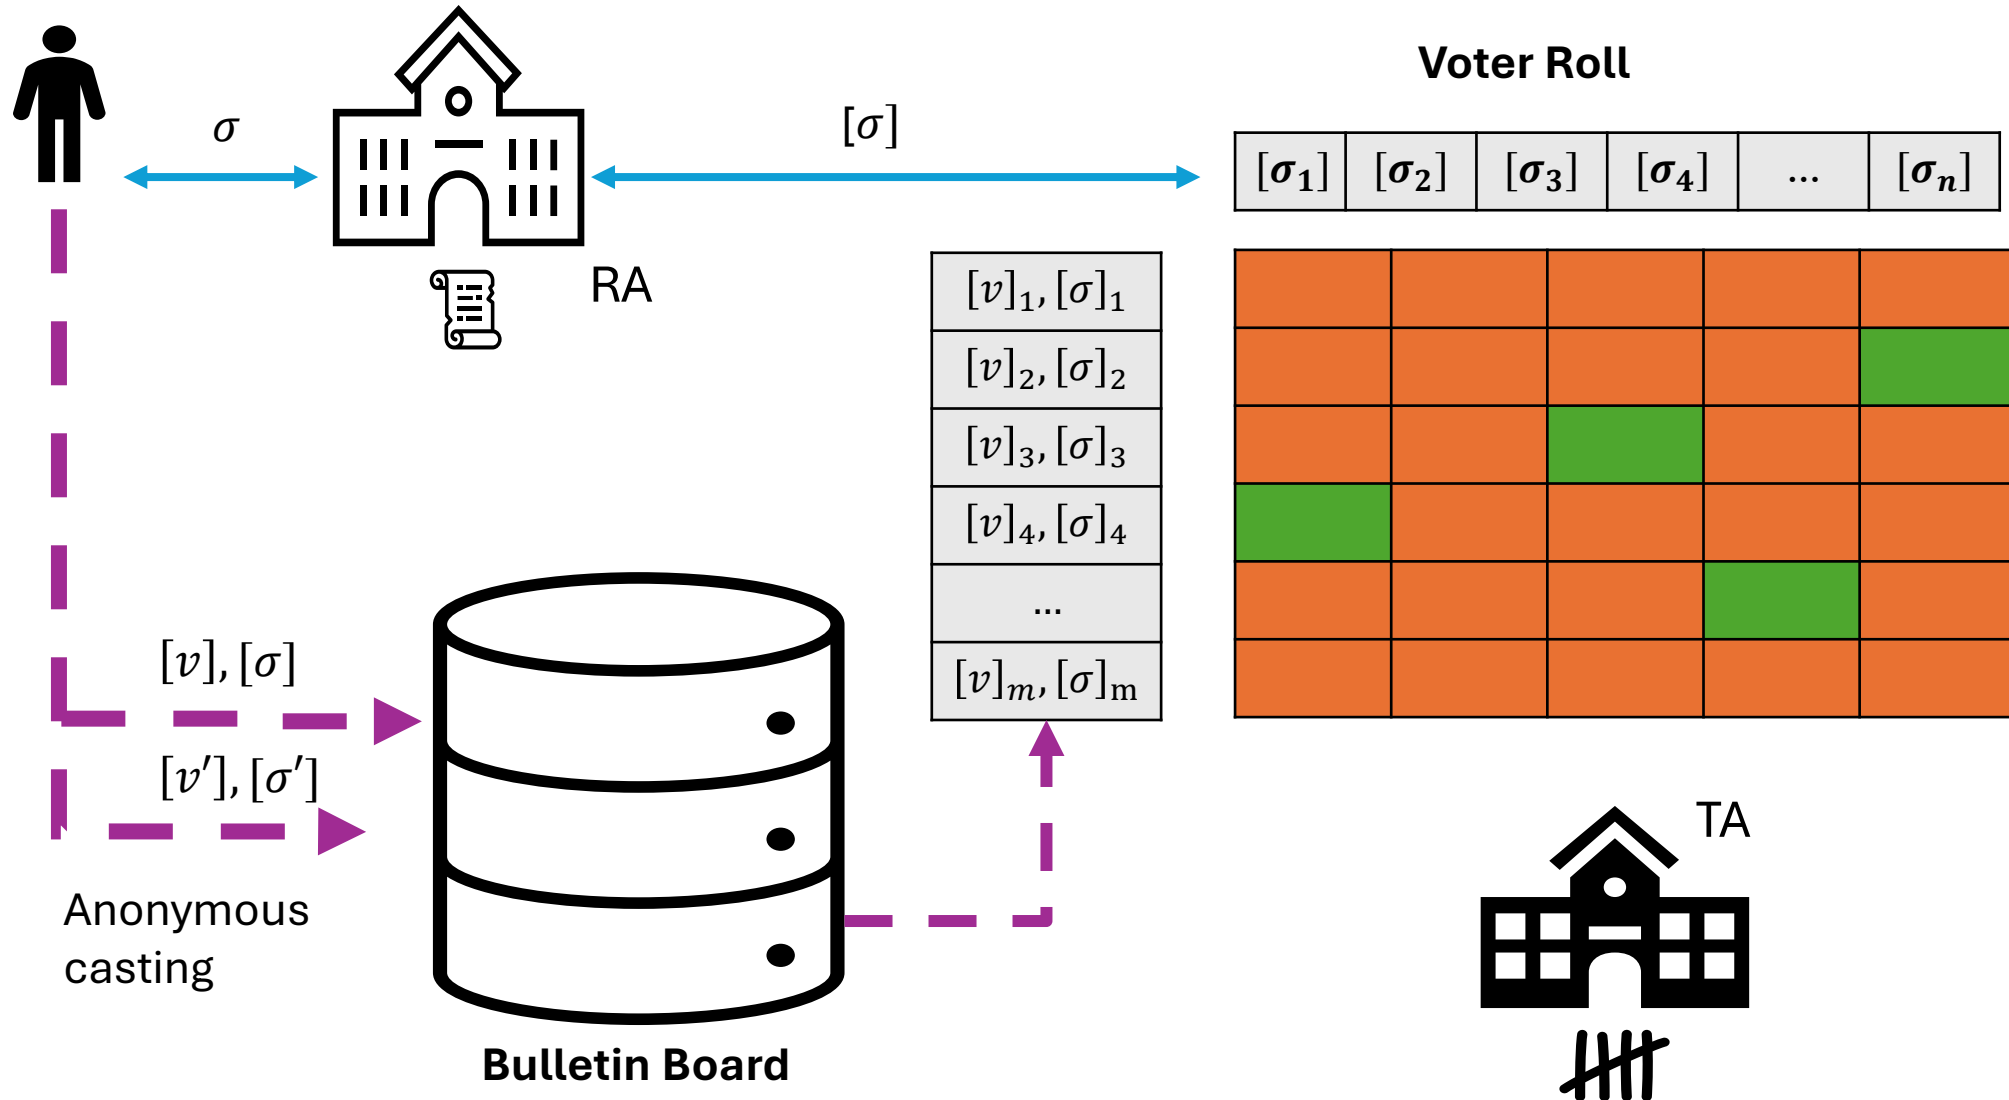 Voter Roll
σ
[σ]
[σ₁] [σ₂] [σ₃] [σ₄] ... [σₙ]
RA
[v]₁, [σ]₁
[v]₂, [σ]₂
[v]₃, [σ]₃
[v]₄, [σ]₄
...
[v]ₘ, [σ]ₘ
[v], [σ]
[v′], [σ′]
Anonymous
casting
Bulletin Board
TA